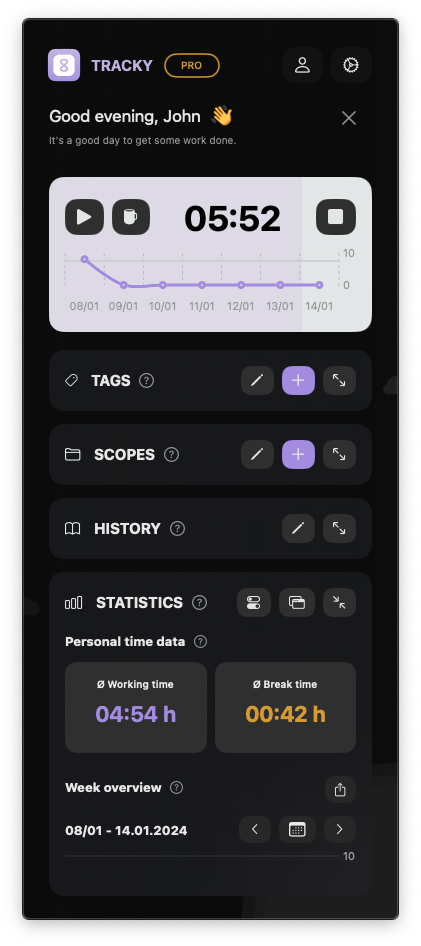 TRACKY PRO
Good evening, John 👋
It's a good day to get some work done.
05:52
10
0
08/01 09/01 10/01 11/01 12/01 13/01 14/01
TAGS ?
SCOPES ?
HISTORY ?
STATISTICS ?
Personal time data ?
Ø Working time Ø Break time
04:54 h 00:42 h
Week overview ?
08/01 - 14.01.2024
10